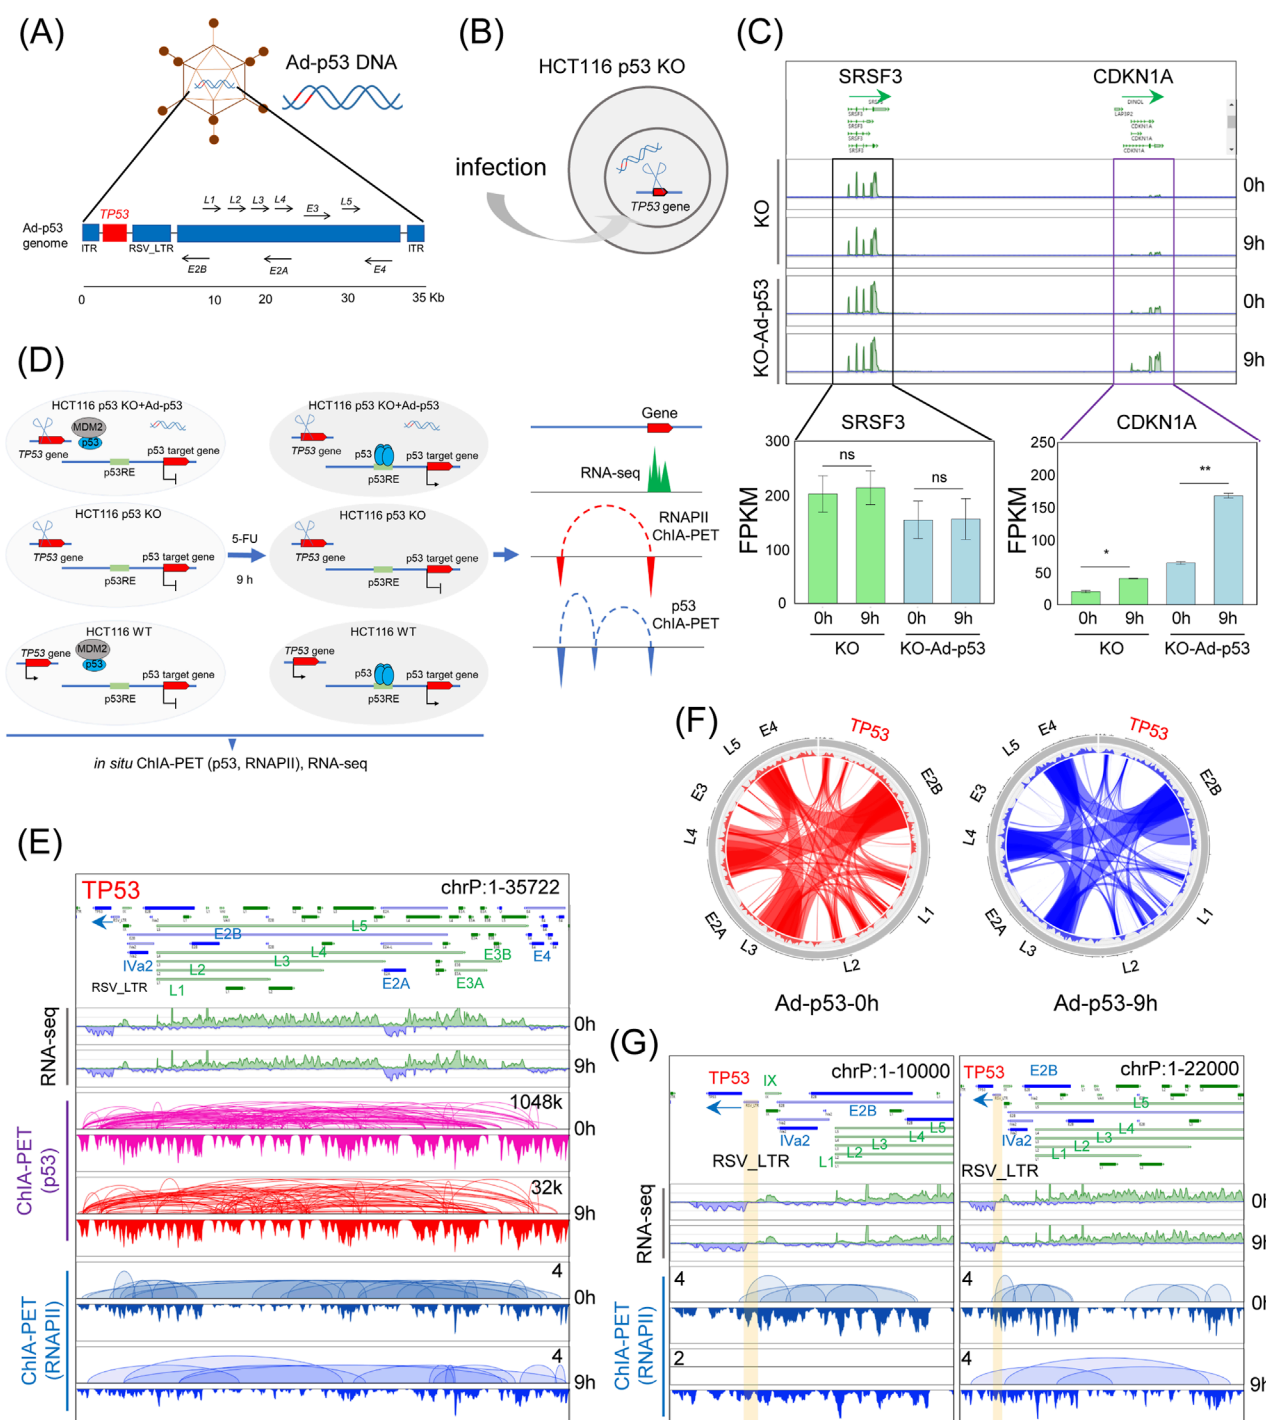 (A)
Ad-p53 DNA
L1 L2 L3 L4 E3 L5
TP53
Ad-p53
genome
ITR RSV_LTR ITR
E2B E2A E4
0 10 20 30 35 Kb
(B)
HCT116 p53 KO
infection
TP53 gene
(C)
SRSF3 CDKN1A
SRSF3
SRSF3
SRSF3
SRSF3
CDKN1A
CDKN1A
CDKN1A
KO
0h
9h
KO-Ad-p53
0h
9h
SRSF3
FPKM
300
200
100
0
ns
ns
0h 9h 0h 9h
KO KO-Ad-p53
CDKN1A
FPKM
250
200
150
100
50
0
*
**
0h 9h 0h 9h
KO KO-Ad-p53
(D)
HCT116 p53 KO+Ad-p53
MDM2
p53
TP53 gene
p53 target gene
p53RE
HCT116 p53 KO+Ad-p53
TP53 gene
p53
p53 target gene
p53RE
HCT116 p53 KO
TP53 gene
p53 target gene
p53RE
5-FU
9 h
HCT116 p53 KO
TP53 gene
p53 target gene
p53RE
HCT116 WT
TP53 gene
MDM2
p53
p53 target gene
p53RE
HCT116 WT
TP53 gene
p53
p53 target gene
p53RE
Gene
RNA-seq
RNAPII
ChIA-PET
p53
ChIA-PET
in situ ChIA-PET (p53, RNAPII), RNA-seq
(E)
TP53 chrP:1-35722
L5
E2B
L4
E3B
IVa2
L3
E4
L2
E2A
E3A
RSV_LTR
L1
RNA-seq
0h
9h
ChIA-PET
(p53)
1048k
0h
32k
9h
ChIA-PET
(RNAPII)
4
0h
4
9h
(F)
TP53
E2B
L1
L2
L3
E2A
L4
E3
L5
E4
Ad-p53-0h
TP53
E2B
L1
L2
L3
E2A
L4
E3
L5
E4
Ad-p53-9h
(G)
chrP:1-10000
TP53 IX
E2B
IVa2
L5
L4
L3
L2
RSV_LTR L1
chrP:1-22000
TP53 E2B
L5
IVa2
L4
L3
L2
L1
RSV_LTR
RNA-seq
0h
9h
ChIA-PET
(RNAPII)
4
4
0h
2
4
9h